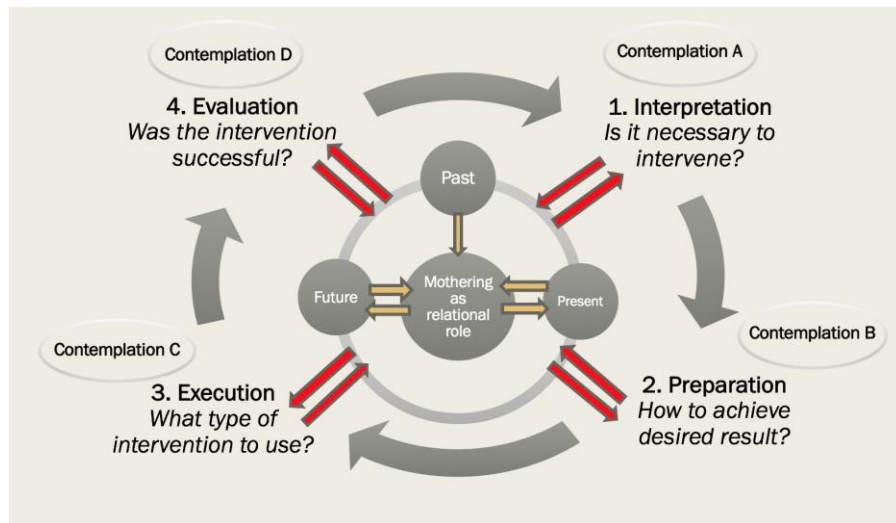 Contemplation D
4. Evaluation
Was the intervention
successful?
Contemplation A
1. Interpretation
Is it necessary to
intervene?
Past
Future
Mothering
as
relational
role
Present
Contemplation C
3. Execution
What type of
intervention to use?
Contemplation B
2. Preparation
How to achieve
desired result?